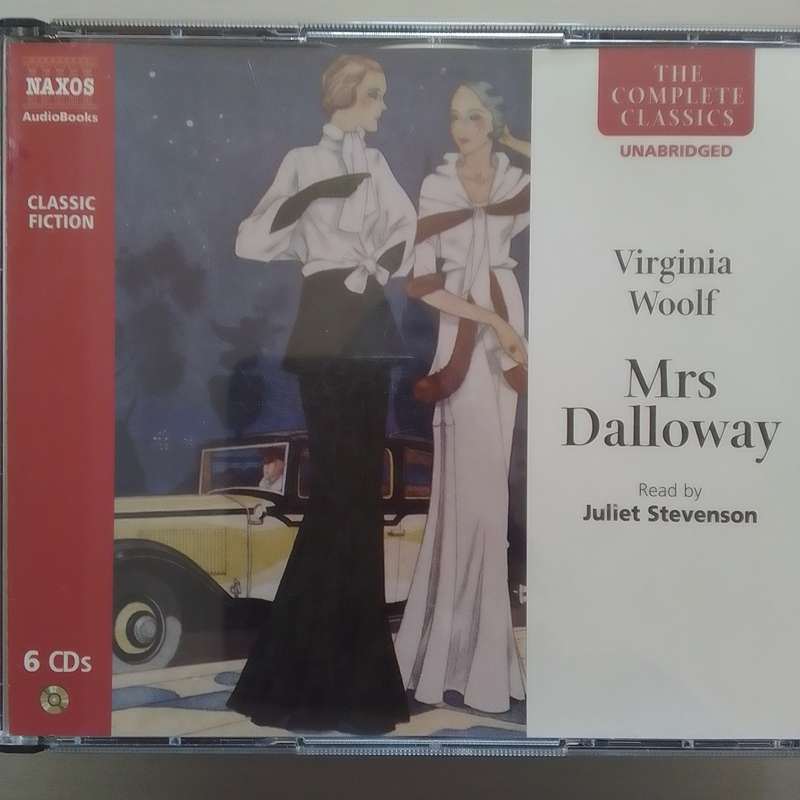 NAXOS
AudioBooks
CLASSIC
FICTION
6 CDs
THE
COMPLETE
CLASSICS
UNABRIDGED
Virginia
Woolf
Mrs
Dalloway
Read by
Juliet Stevenson